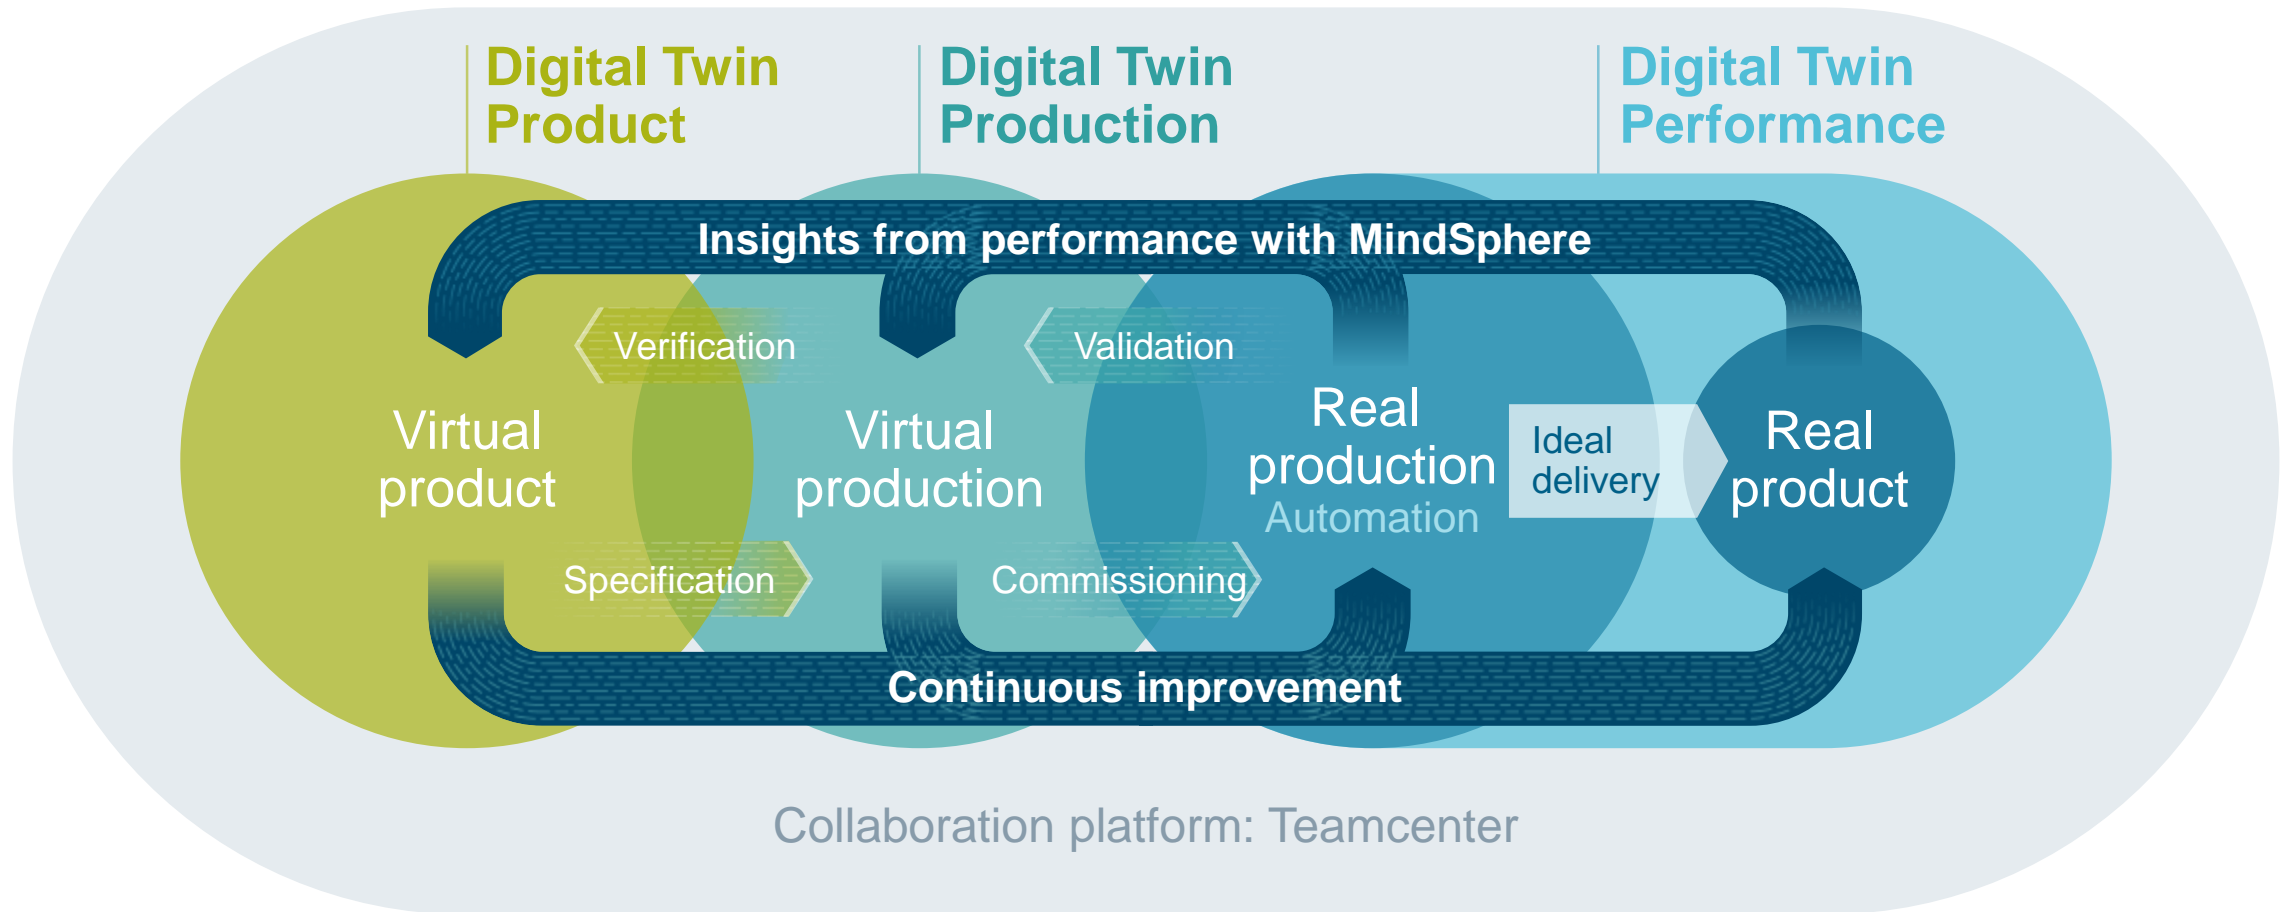 Digital Twin
Product
Digital Twin
Production
Digital Twin
Performance
Insights from performance with MindSphere
Verification
Validation
Virtual
product
Virtual
production
Real
production
Automation
Ideal
delivery
Real
product
Specification
Commissioning
Continuous improvement
Collaboration platform: Teamcenter